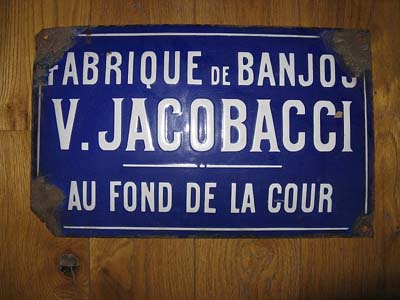 FABRIQUE DE BANJOS
V. JACOBACCI
AU FOND DE LA COUR